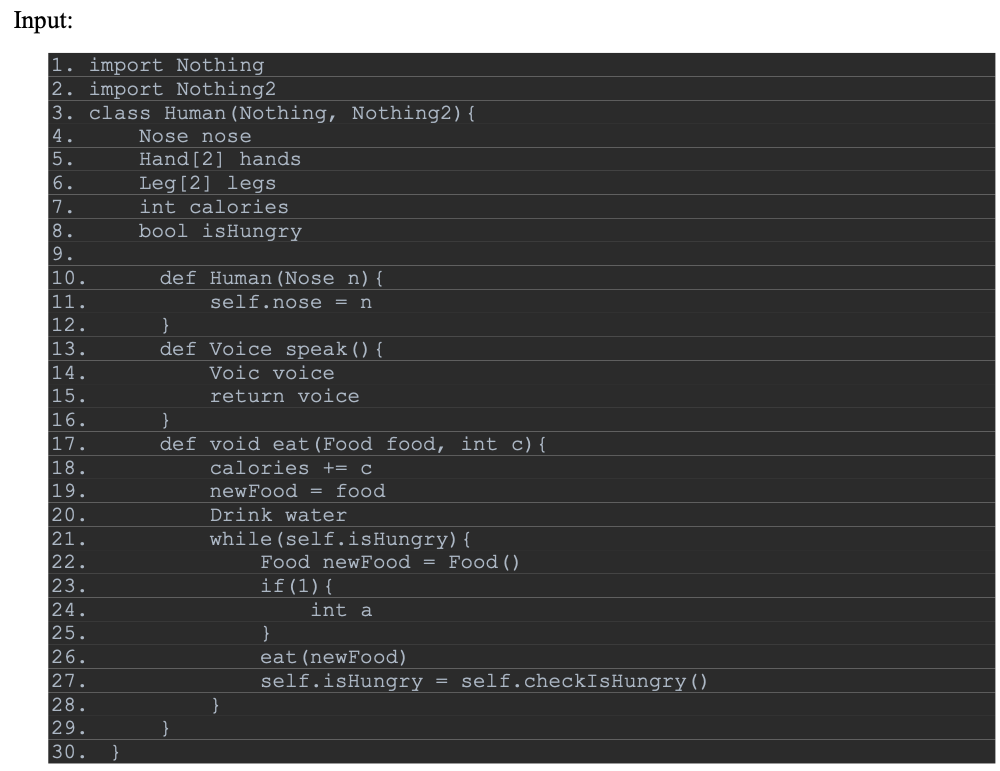 Input:
1. import Nothing
2. import Nothing2
3. class Human(Nothing, Nothing2){
4.     Nose nose
5.     Hand[2] hands
6.     Leg[2] legs
7.     int calories
8.     bool isHungry
9.
10.      def Human(Nose n){
11.          self.nose = n
12.      }
13.      def Voice speak(){
14.          Voic voice
15.          return voice
16.      }
17.      def void eat(Food food, int c){
18.          calories += c
19.          newFood = food
20.          Drink water
21.          while(self.isHungry){
22.              Food newFood = Food()
23.              if(1){
24.                  int a
25.              }
26.              eat(newFood)
27.              self.isHungry = self.checkIsHungry()
28.          }
29.      }
30.  }